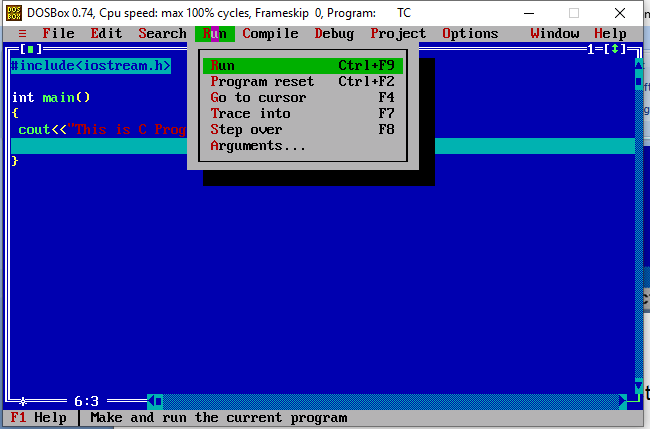 DOSBox 0.74, Cpu speed: max 100% cycles, Frameskip 0, Program: TC
≡ File Edit Search Run Compile Debug Project Options Window Help
1=[↕]
#include<iostream.h>
Run Ctrl+F9
Program reset Ctrl+F2
int main()
Go to cursor F4
{
Trace into F7
cout<<"This is C Prog
Step over F8
Arguments...
}
6:3
F1 Help | Make and run the current program